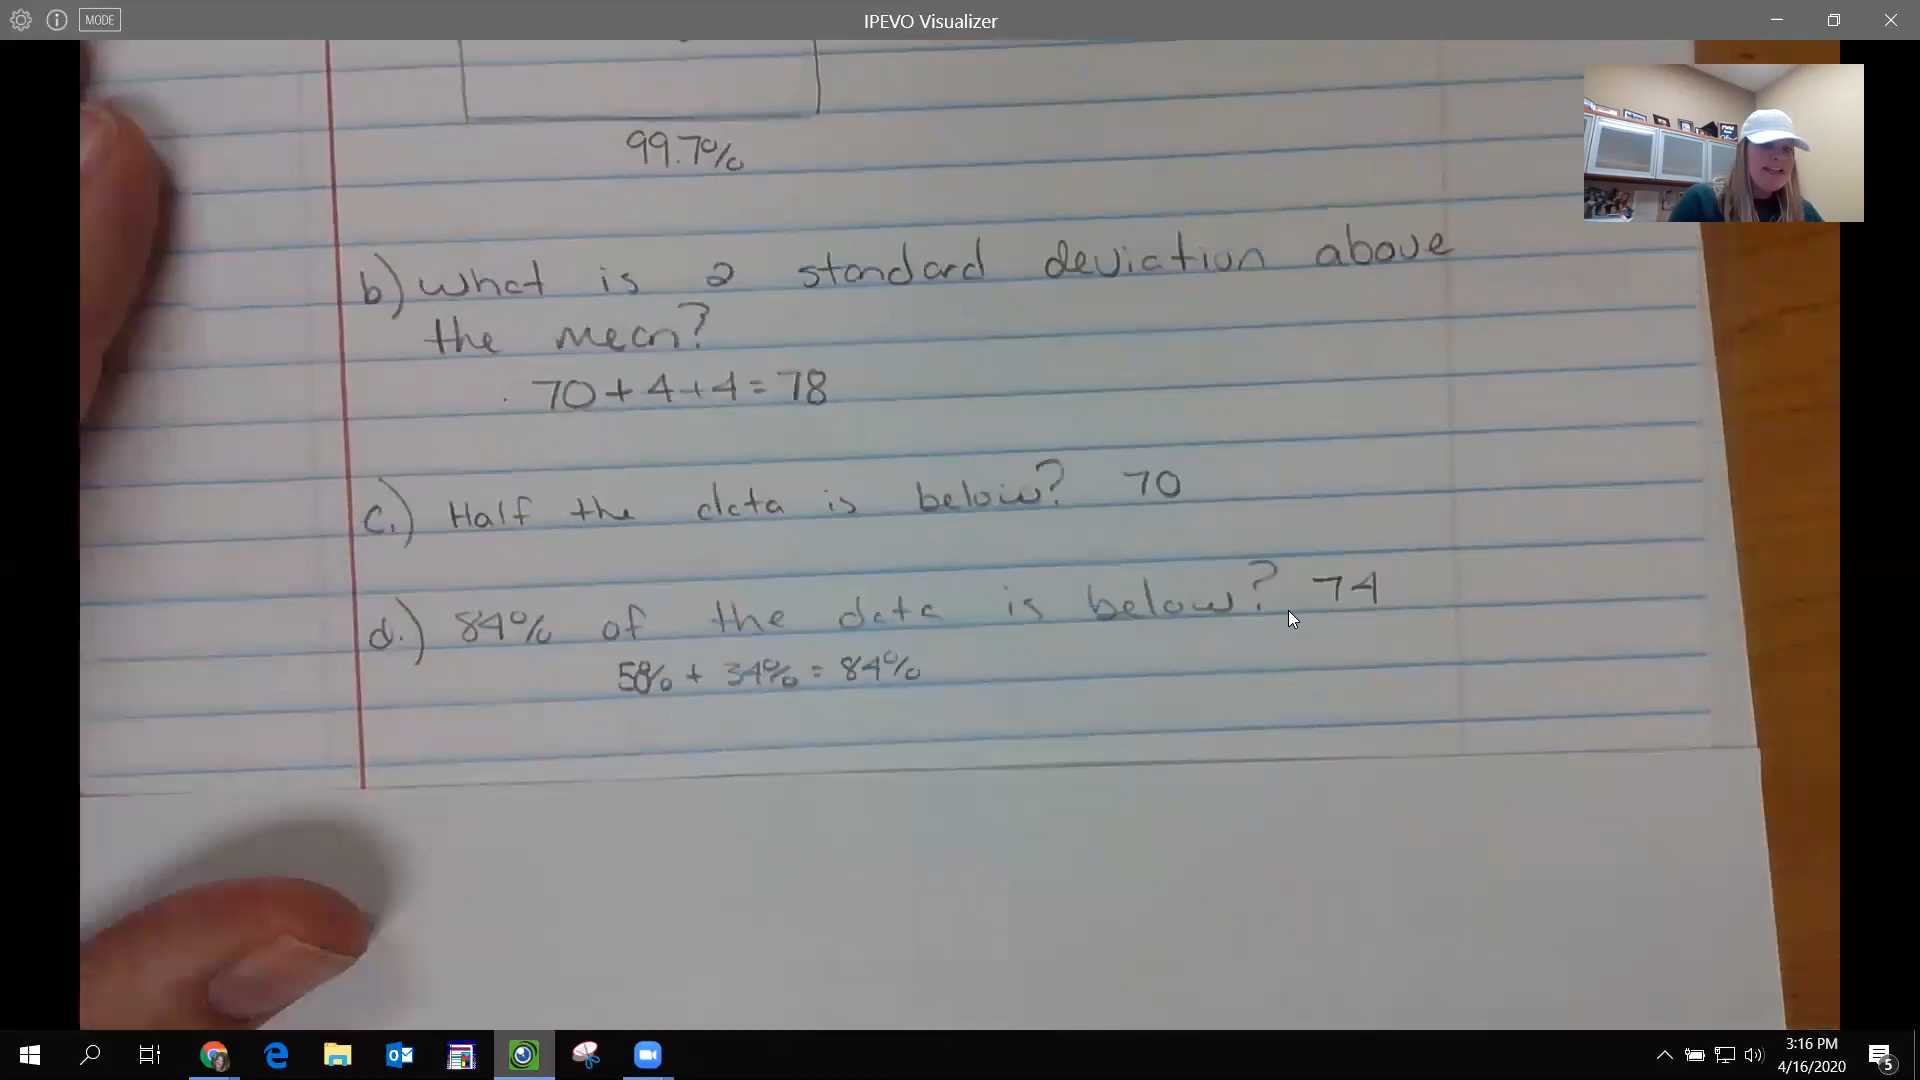 MODE
IPEVO Visualizer
99.7%
b) What is 2 standard deviation above
the mean?
70 + 4 + 4 = 78
c.) Half the data is below? 70
d.) 84% of the data is below? 74
50% + 34% = 84%
3:16 PM
4/16/2020
5